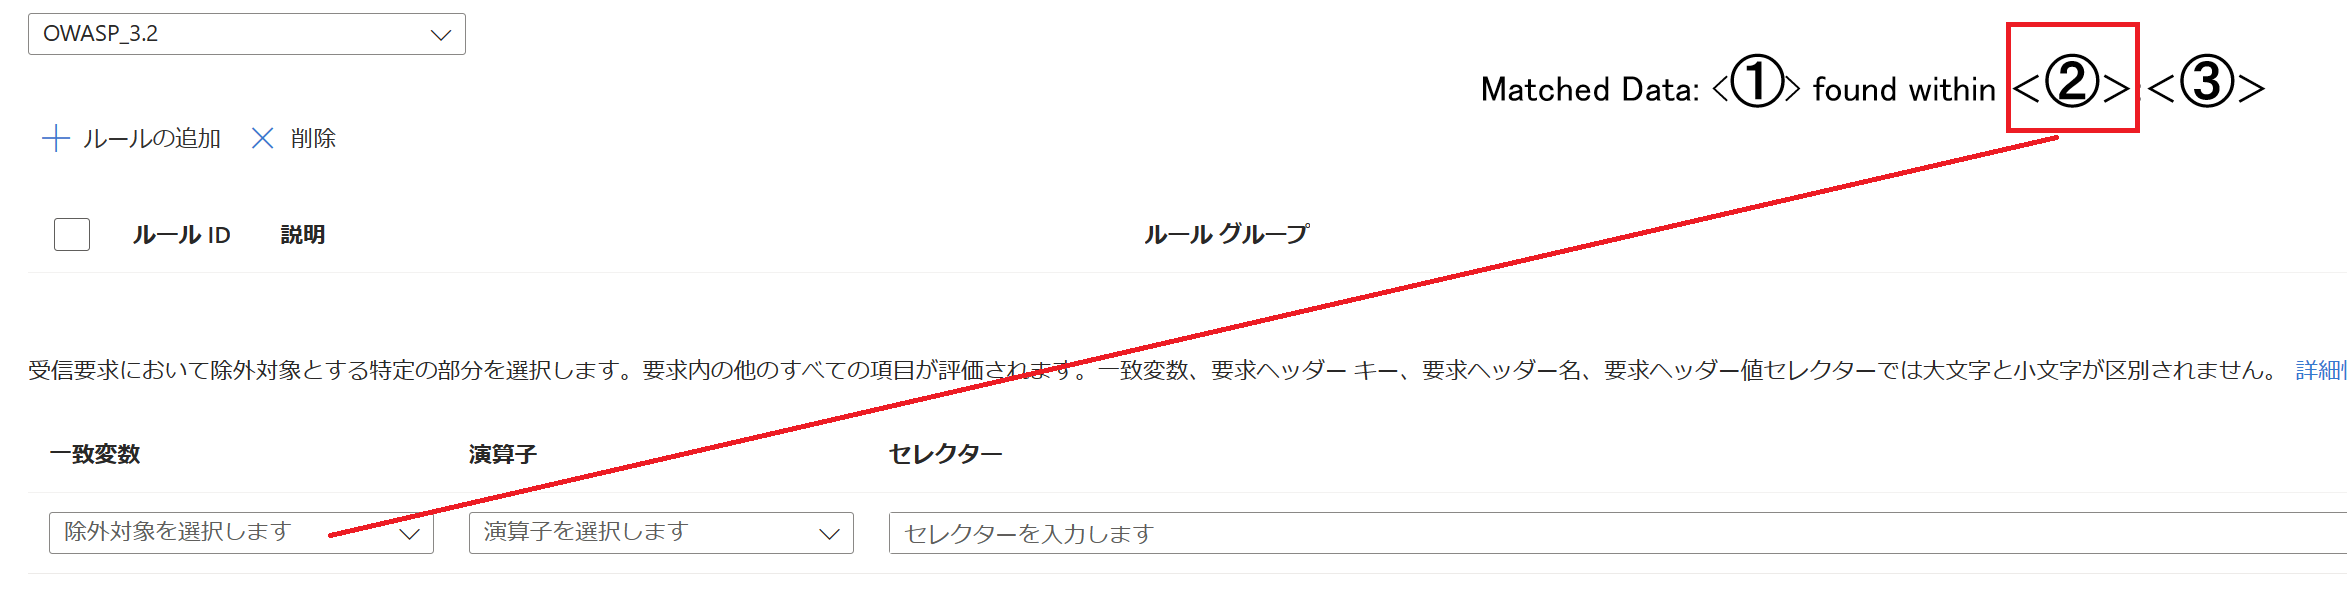 OWASP_3.2
Matched Data: <①> found within <②>:<③>
ルールの追加 削除
ルール ID 説明 ルール グループ
受信要求において除外対象とする特定の部分を選択します。要求内の他のすべての項目が評価されます。一致変数、要求ヘッダー キー、要求ヘッダー名、要求ヘッダー値セレクターでは大文字と小文字が区別されません。 詳細
一致変数 演算子 セレクター
除外対象を選択します 演算子を選択します セレクターを入力します